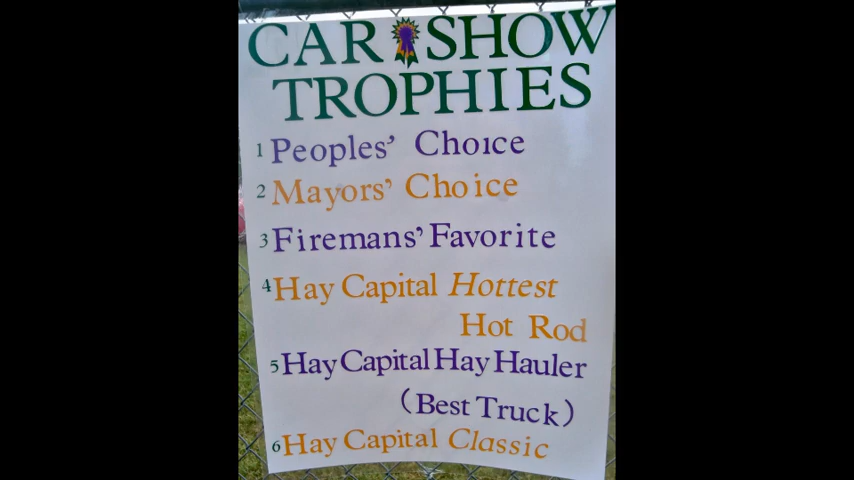 CAR SHOW
TROPHIES
1 Peoples' Choice
2 Mayors' Choice
3 Firemans' Favorite
4 Hay Capital Hottest
Hot Rod
5 Hay Capital Hay Hauler
(Best Truck)
6 Hay Capital Classic